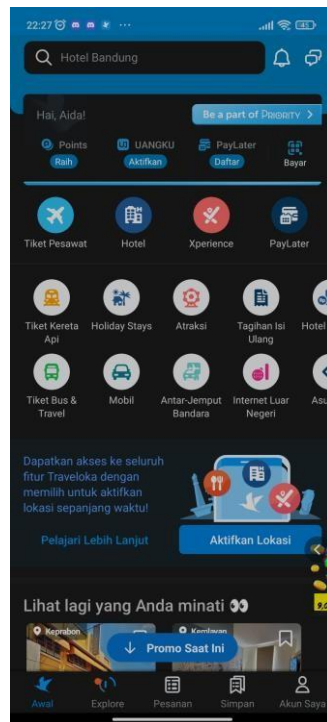 22:27
45
Hotel Bandung
Hai, Aida!
Be a part of PRIORITY
Points
UANGKU
PayLater
Raih
Aktifkan
Daftar
Bayar
Tiket Pesawat
Hotel
Xperience
PayLater
Tiket Kereta
Api
Holiday Stays
Atraksi
Tagihan Isi
Ulang
Hotel
Tiket Bus &
Travel
Mobil
Antar-Jemput
Bandara
Internet Luar
Negeri
Asu
Dapatkan akses ke seluruh
fitur Traveloka dengan
memilih untuk aktifkan
lokasi sepanjang waktu!
Pelajari Lebih Lanjut
Aktifkan Lokasi
Lihat lagi yang Anda minati
Keprabon
Kemlayan
Promo Saat Ini
Awal
Explore
Pesanan
Simpan
Akun Saya